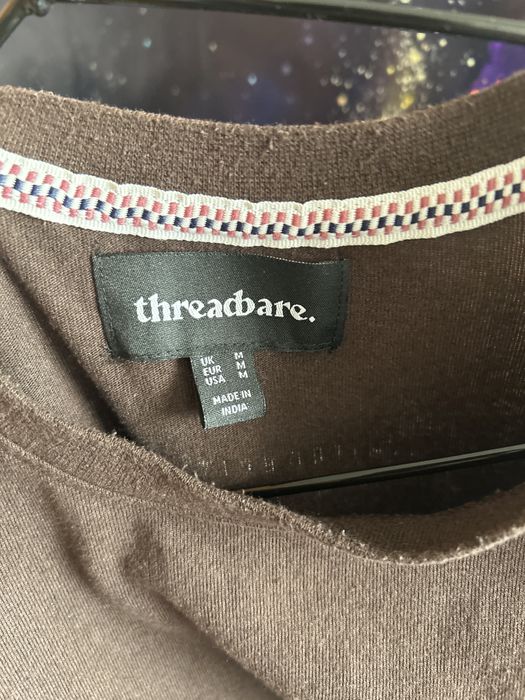 threadbare.
UK M
EUR M
USA M
MADE IN
INDIA